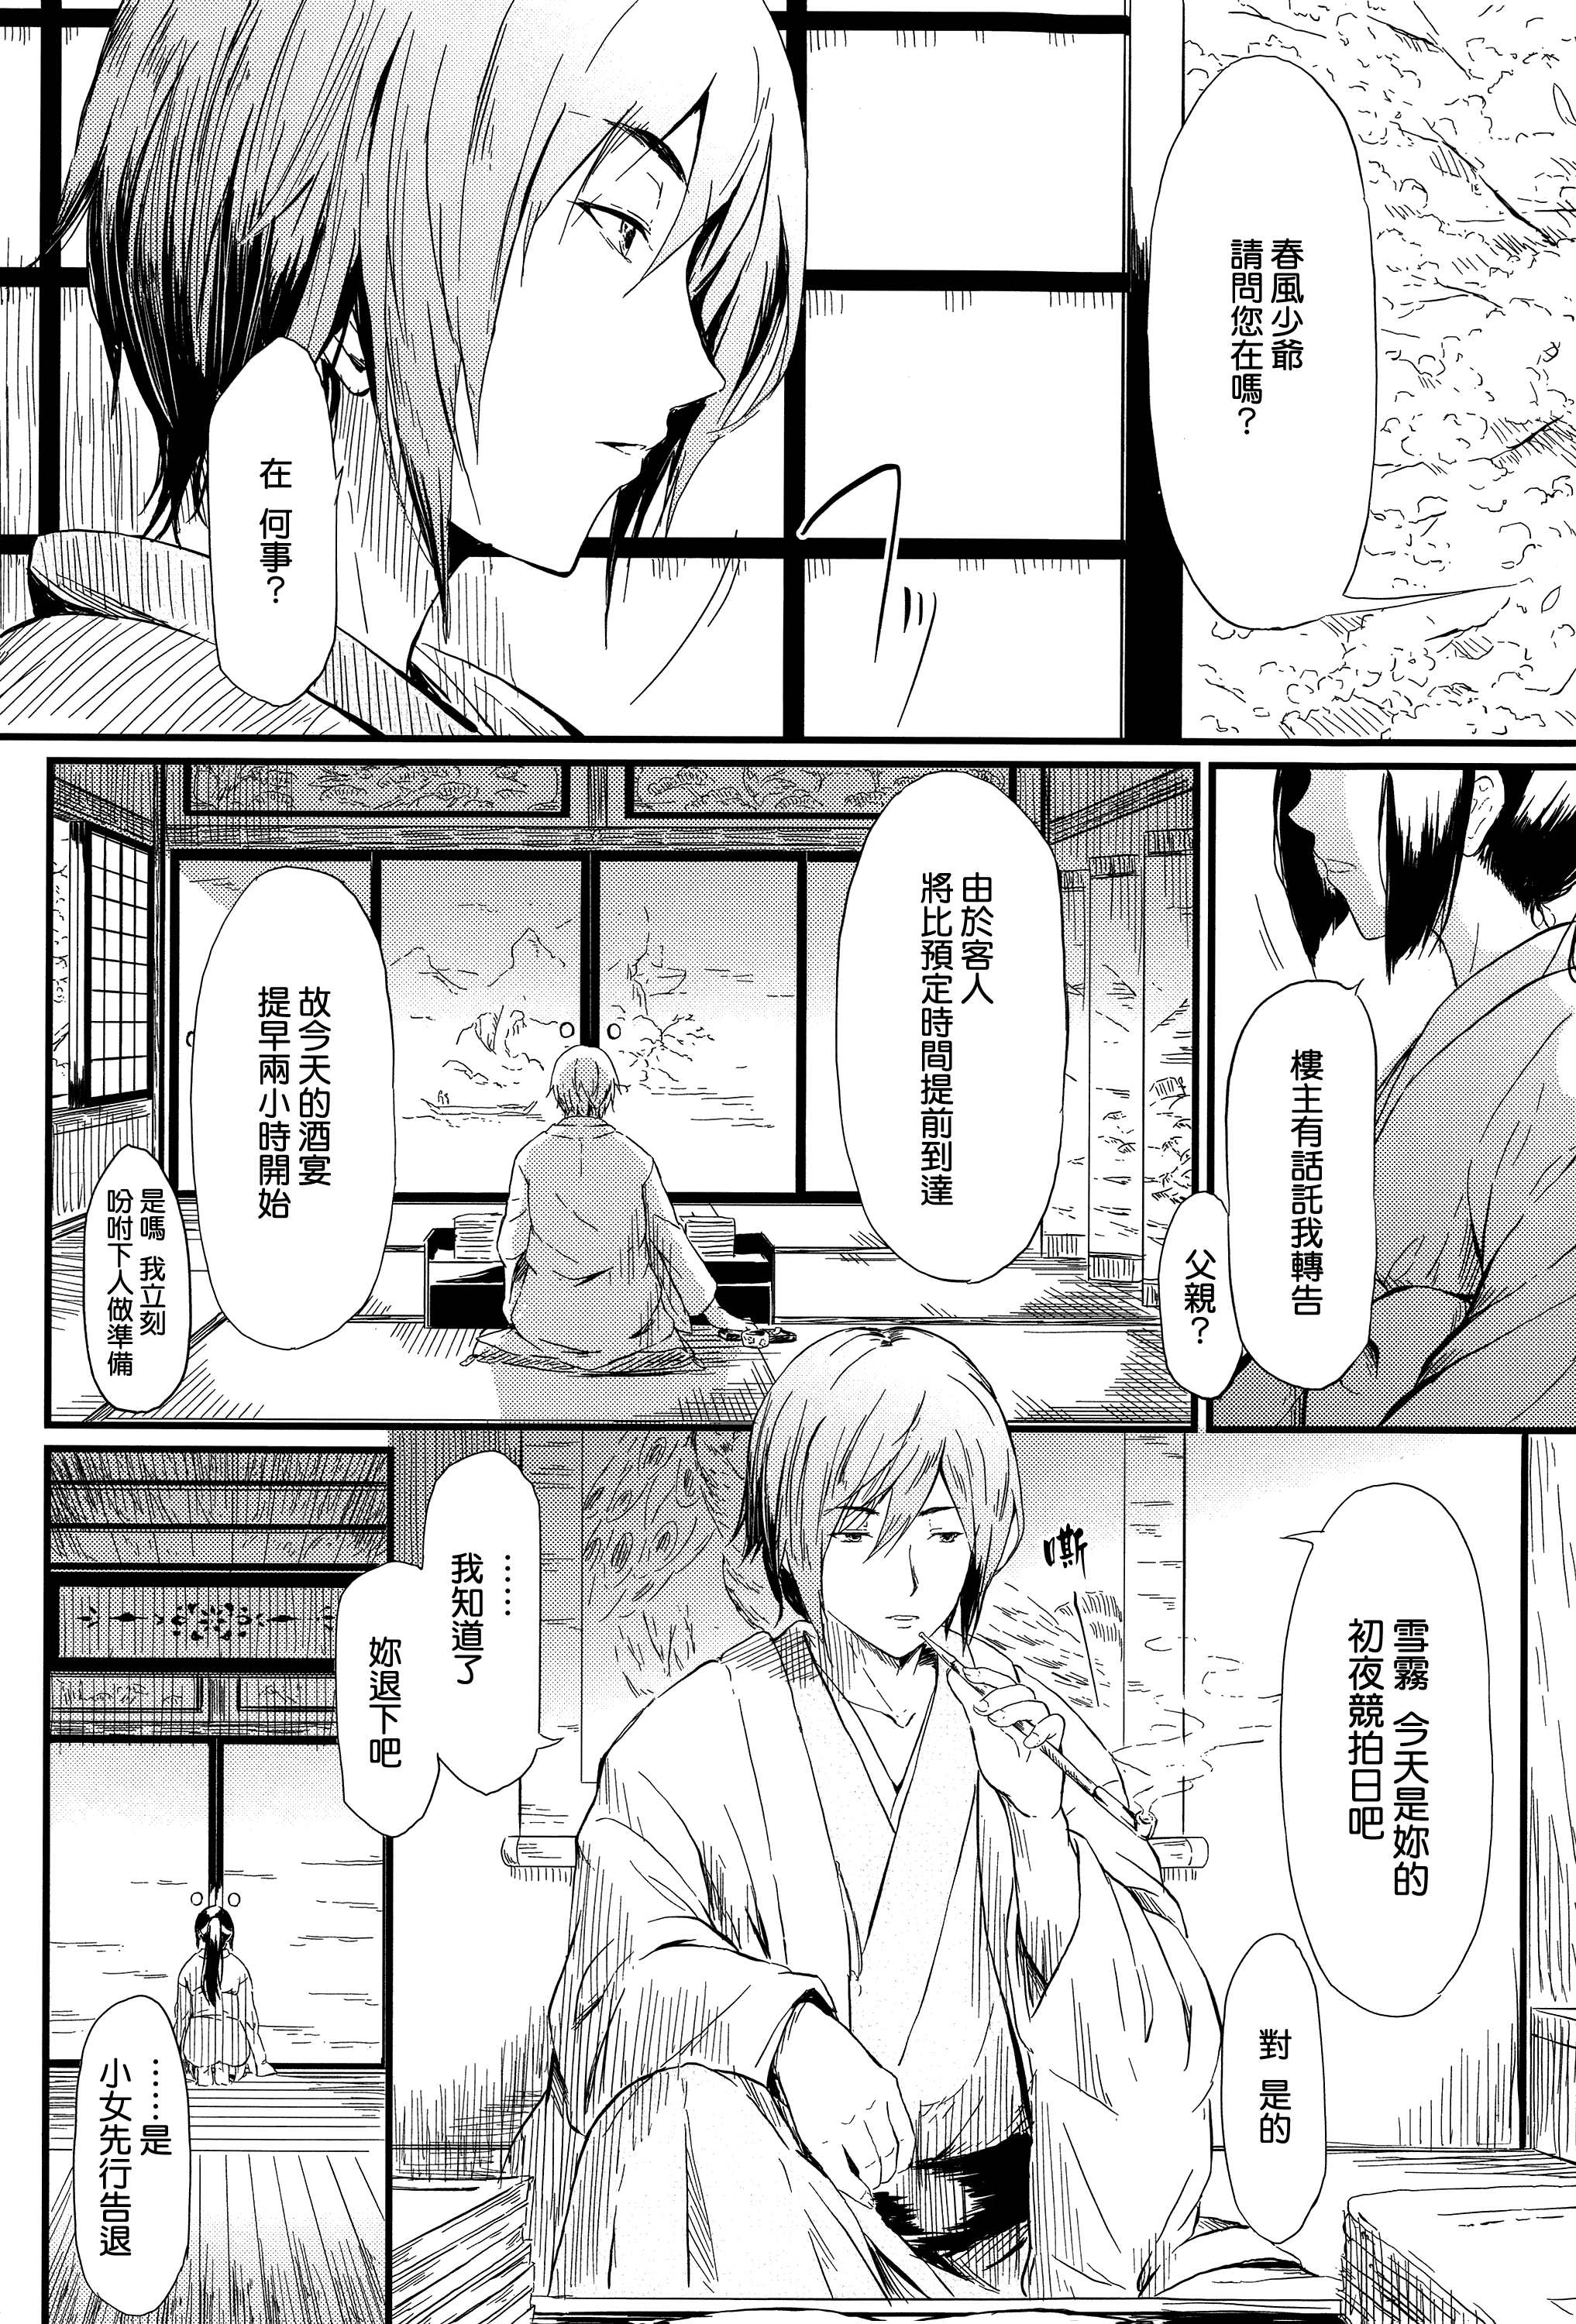 春風少爺
請問您在嗎？
在 何事？
樓主有話託我轉告
父親？
由於客人
將比預定時間提前到達
故今天的酒宴
提早兩小時開始
是嗎 我立刻
吩咐下人做準備
雪霧 今天是妳的
初夜競拍日吧
對 是的
嘶
……
我知道了
妳退下吧
……是
小女先行告退